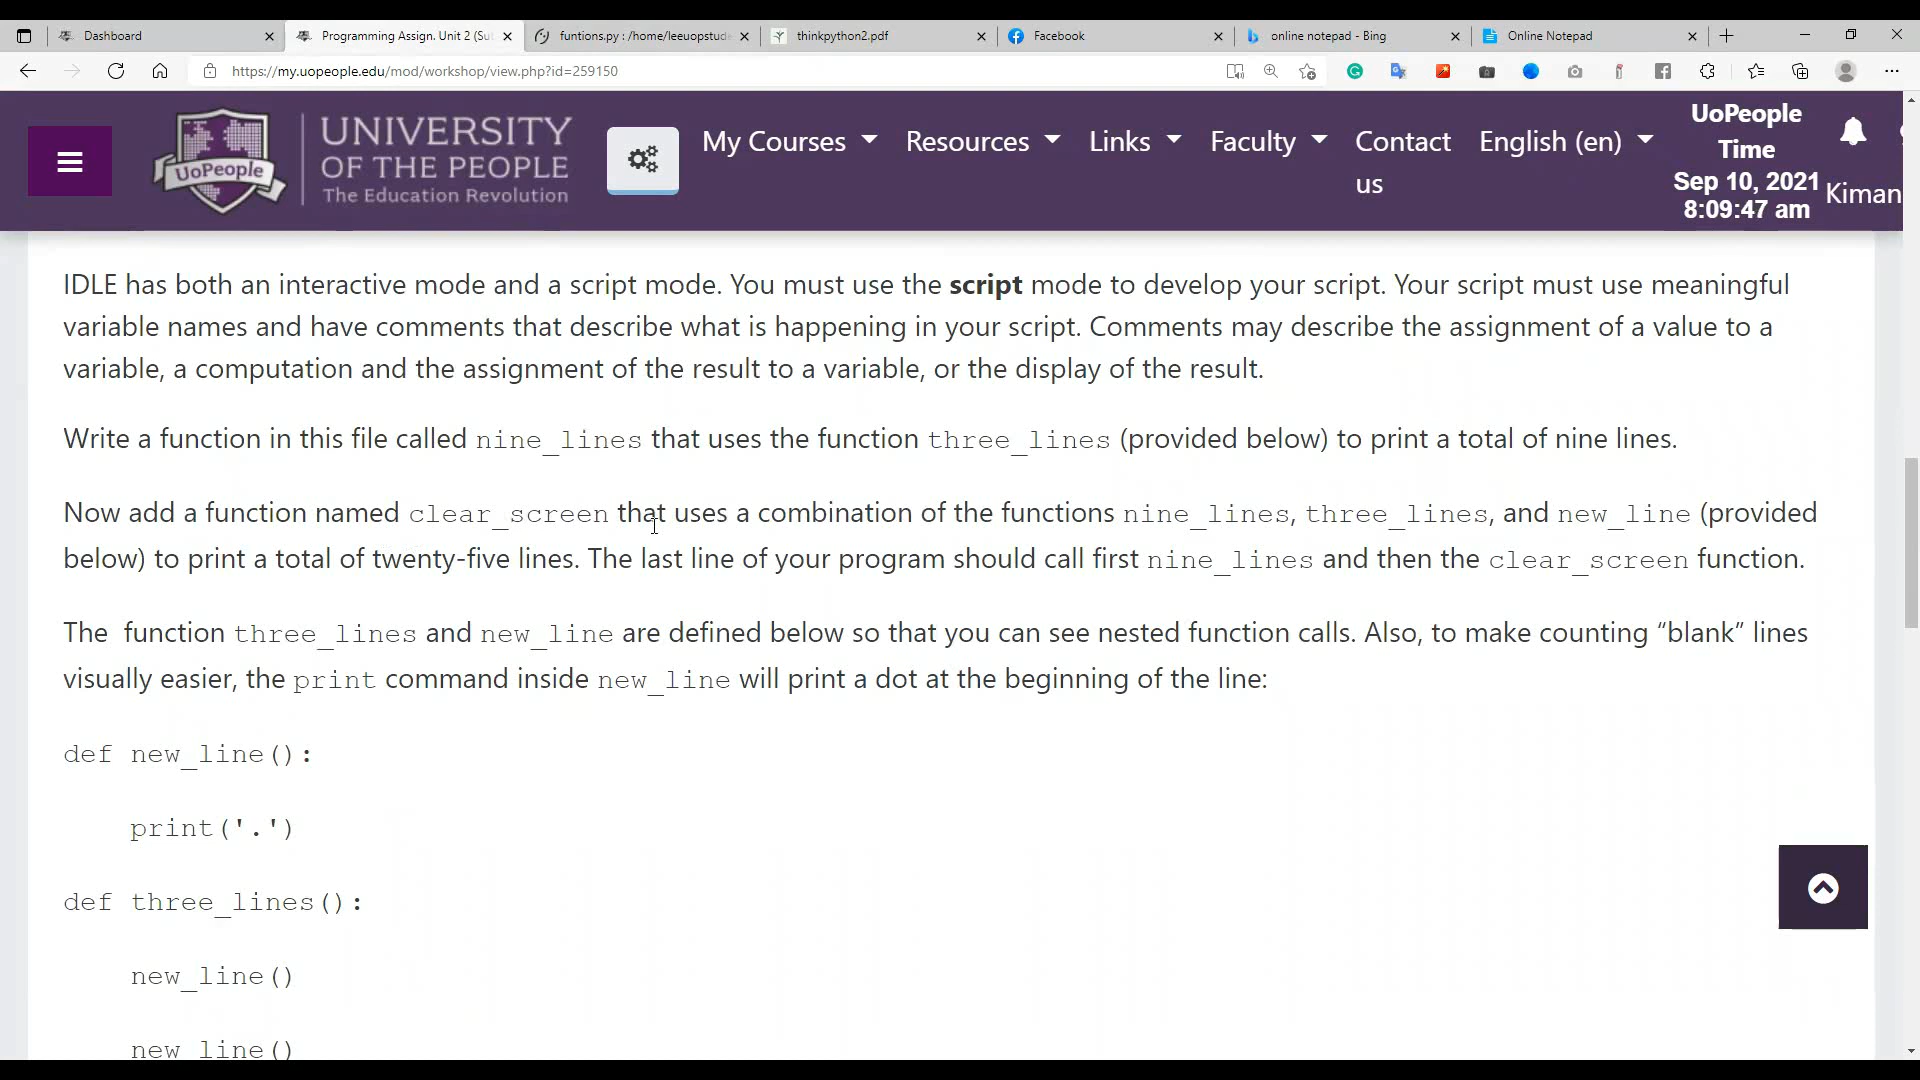 Dashboard
Programming Assign. Unit 2 (Su
funtions.py : /home/leeuopstud
thinkpython2.pdf
Facebook
online notepad - Bing
Online Notepad
https://my.uopeople.edu/mod/workshop/view.php?id=259150
UoPeople
UNIVERSITY
OF THE PEOPLE
The Education Revolution
My Courses
Resources
Links
Faculty
Contact us
English (en)
UoPeople
Time
Sep 10, 2021
8:09:47 am
Kiman
IDLE has both an interactive mode and a script mode. You must use the script mode to develop your script. Your script must use meaningful
variable names and have comments that describe what is happening in your script. Comments may describe the assignment of a value to a
variable, a computation and the assignment of the result to a variable, or the display of the result.
Write a function in this file called nine_lines that uses the function three_lines (provided below) to print a total of nine lines.
Now add a function named clear_screen that uses a combination of the functions nine_lines, three_lines, and new_line (provided
below) to print a total of twenty-five lines. The last line of your program should call first nine_lines and then the clear_screen function.
The  function three_lines and new_line are defined below so that you can see nested function calls. Also, to make counting “blank” lines
visually easier, the print command inside new_line will print a dot at the beginning of the line:
def new_line():
print('.')
def three_lines():
new_line()
new_line()